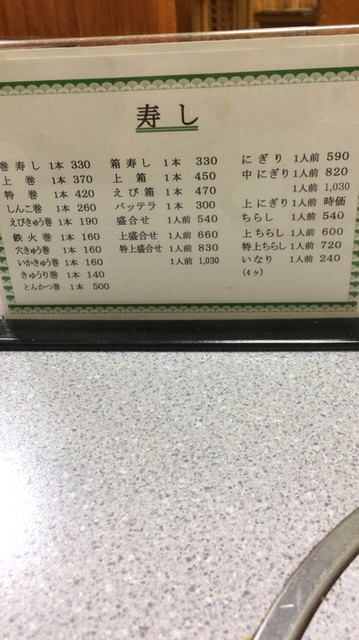 寿し
巻寿し 1本 330
上巻 1本 370
特巻 1本 420
しんこ巻 1本 260
えびきゅう巻 1本 190
鉄火巻 1本 160
穴きゅう巻 1本 160
いかきゅう巻 1本 160
きゅうり巻 1本 140
とんかつ巻 1本 500
箱寿し 1本 330
上箱 1本 450
えび箱 1本 470
バッテラ 1本 300
盛合せ 1人前 540
上盛合せ 1人前 660
特上盛合せ 1人前 830
1人前 1,030
にぎり 1人前 590
中にぎり 1人前 820
1人前 1,030
上にぎり 1人前 時価
ちらし 1人前 540
上ちらし 1人前 600
特上ちらし 1人前 720
いなり 1人前 240
(4ヶ)